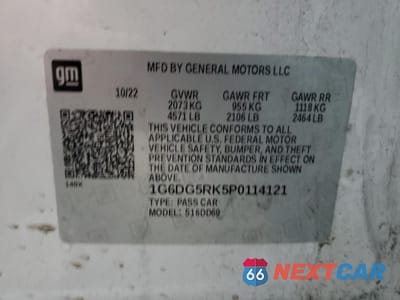 gm
MFD BY GENERAL MOTORS LLC
10/22 GVWR GAWR FRT GAWR RR
2073 KG 955 KG 1118 KG
4571 LB 2106 LB 2464 LB
THIS VEHICLE CONFORMS TO ALL
APPLICABLE U.S. FEDERAL MOTOR
VEHICLE SAFETY, BUMPER, AND
THEFT PREVENTION STANDARDS
IN EFFECT ON THE DATE OF
MANUFACTURE SHOWN ABOVE.
1G6DG5RK5P0114121
TYPE: PASS CAR
MODEL: 516DD69
66 NEXTCAR